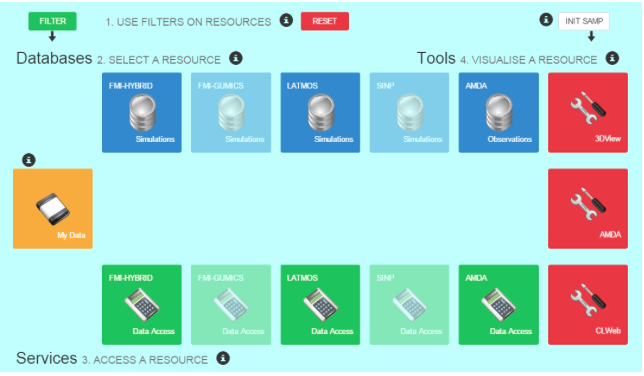 FILTER 1. USE FILTERS ON RESOURCES i RESET i INIT SAMP
Databases 2. SELECT A RESOURCE i Tools 4. VISUALISE A RESOURCE i
FMI-HYBRID FMI-GUMICS LATMOS SINP AMDA
Simulations Simulations Simulations Simulations Observations 3DView
i
My Data AMDA
FMI-HYBRID FMI-GUMICS LATMOS SINP AMDA
Data Access Data Access Data Access Data Access Data Access CLWeb
Services 3. ACCESS A RESOURCE i